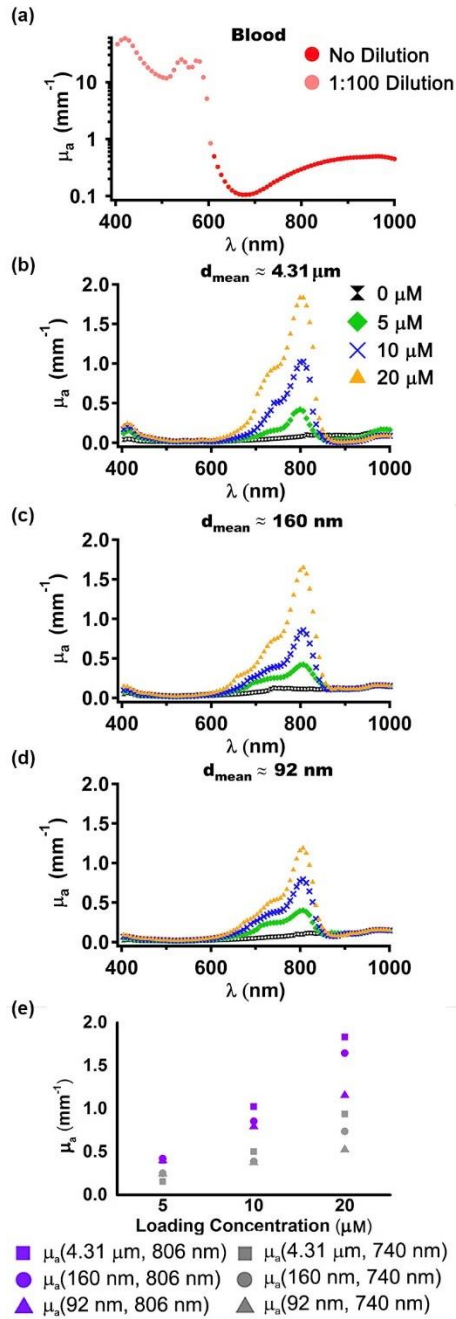 (a)
Blood
No Dilution
1:100 Dilution
μa (mm-1)
10
1
0.1
400 600 800 1000
λ (nm)
(b)
dmean ≈ 4.31 μm
0 μM
5 μM
10 μM
20 μM
μa (mm-1)
2.0
1.5
1.0
0.5
0.0
400 600 800 1000
λ (nm)
(c)
dmean ≈ 160 nm
μa (mm-1)
2.0
1.5
1.0
0.5
0.0
400 600 800 1000
λ (nm)
(d)
dmean ≈ 92 nm
μa (mm-1)
2.0
1.5
1.0
0.5
0.0
400 600 800 1000
λ (nm)
(e)
μa (mm-1)
2.0
1.5
1.0
0.5
0.0
5 10 20
Loading Concentration (μM)
μa(4.31 μm, 806 nm) μa(4.31 μm, 740 nm)
μa(160 nm, 806 nm) μa(160 nm, 740 nm)
μa(92 nm, 806 nm) μa(92 nm, 740 nm)